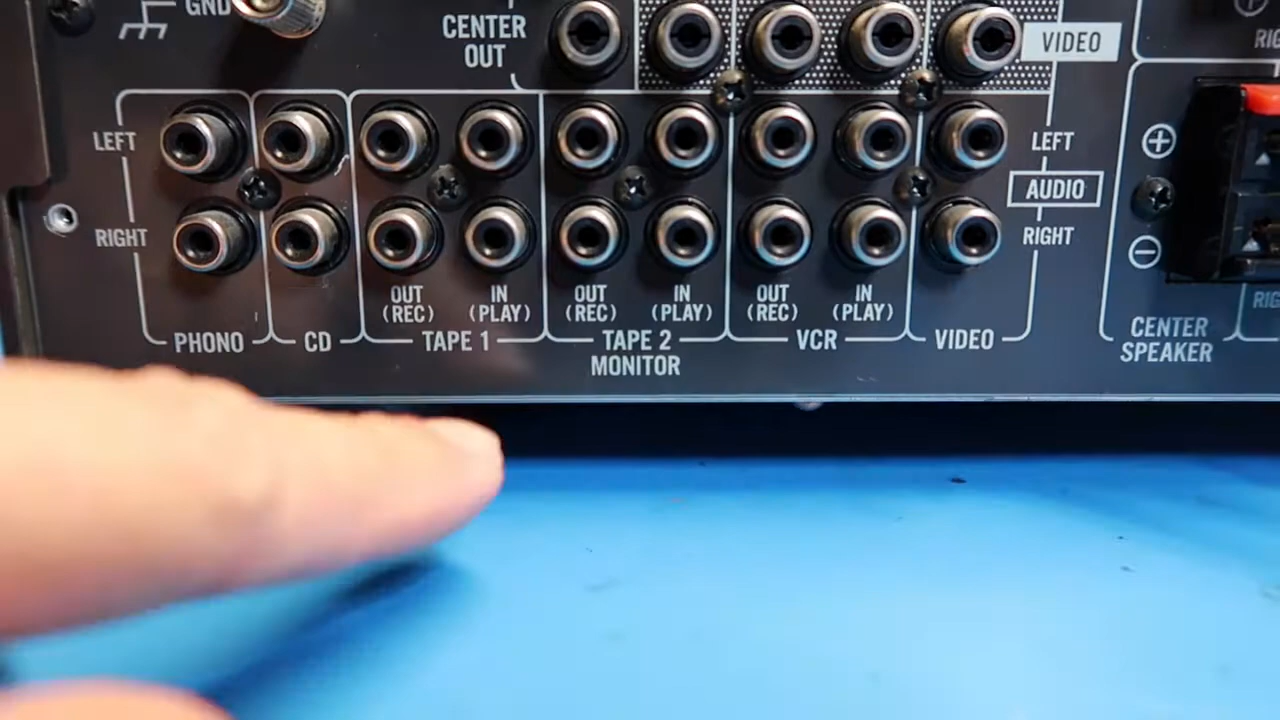 GND
CENTER
OUT
VIDEO
LEFT
LEFT
AUDIO
RIGHT
RIGHT
OUT
(REC)
IN
(PLAY)
OUT
(REC)
IN
(PLAY)
OUT
(REC)
IN
(PLAY)
PHONO
CD
TAPE 1
TAPE 2
MONITOR
VCR
VIDEO
CENTER
SPEAKER